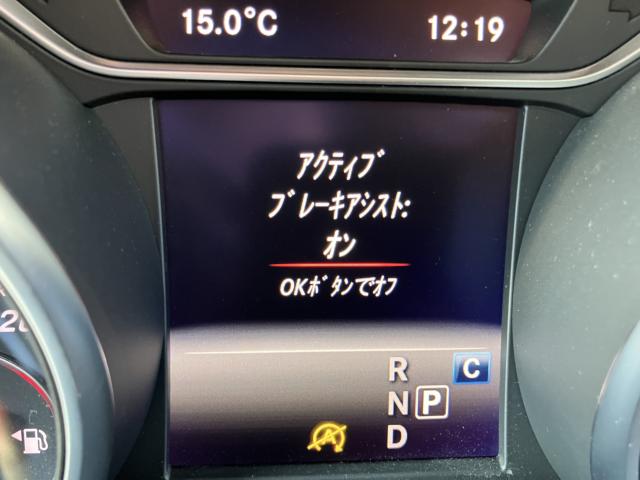 15.0°C 12:19
ｱｸﾃｨﾌﾞ
ﾌﾞﾚｰｷｱｼｽﾄ:
ｵﾝ
OKﾎﾞﾀﾝでｵﾌ
R C
N P
D